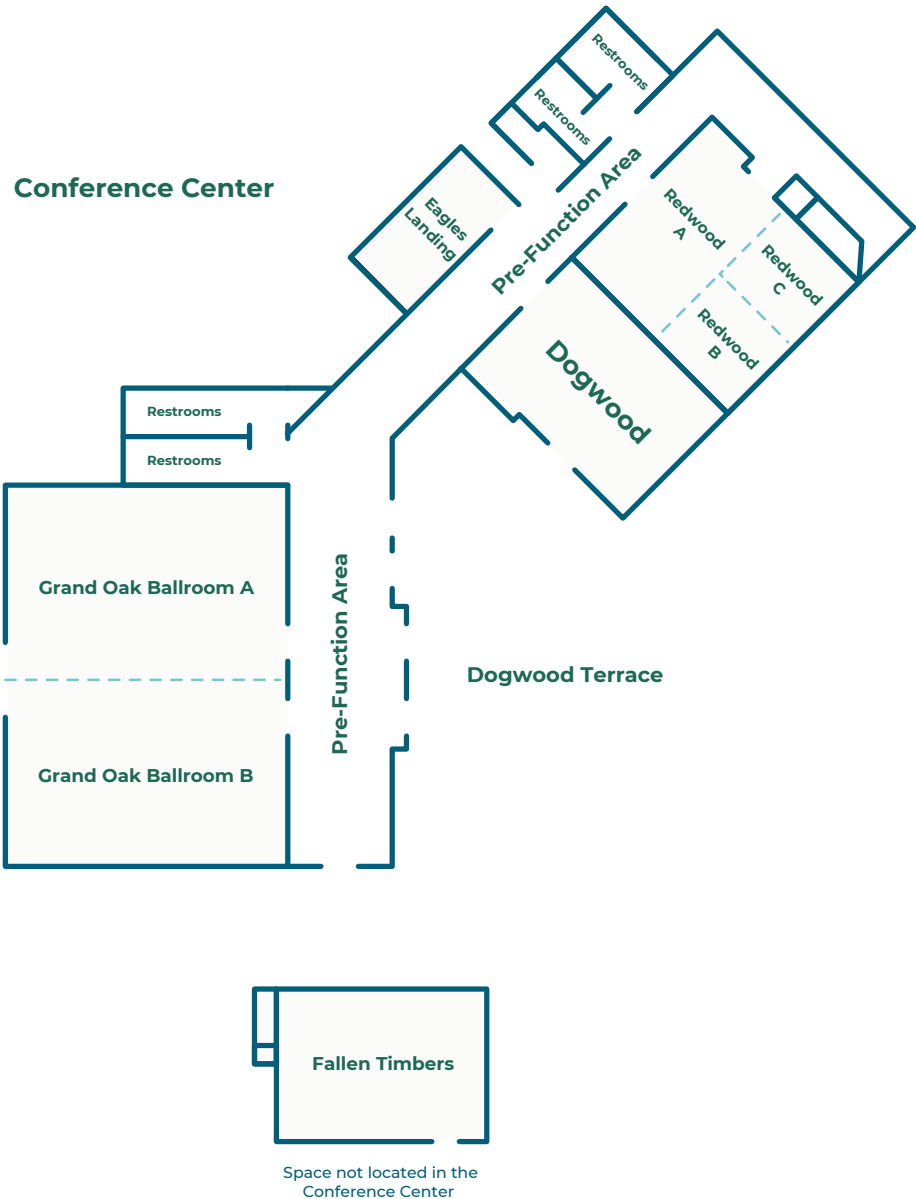 Restrooms
Restrooms
Conference Center
Pre-Function Area
Eagles
Landing
Redwood
A
Redwood
C
Redwood
B
Dogwood
Restrooms
Restrooms
Grand Oak Ballroom A
Pre-Function Area
Dogwood Terrace
Grand Oak Ballroom B
Fallen Timbers
Space not located in the
Conference Center